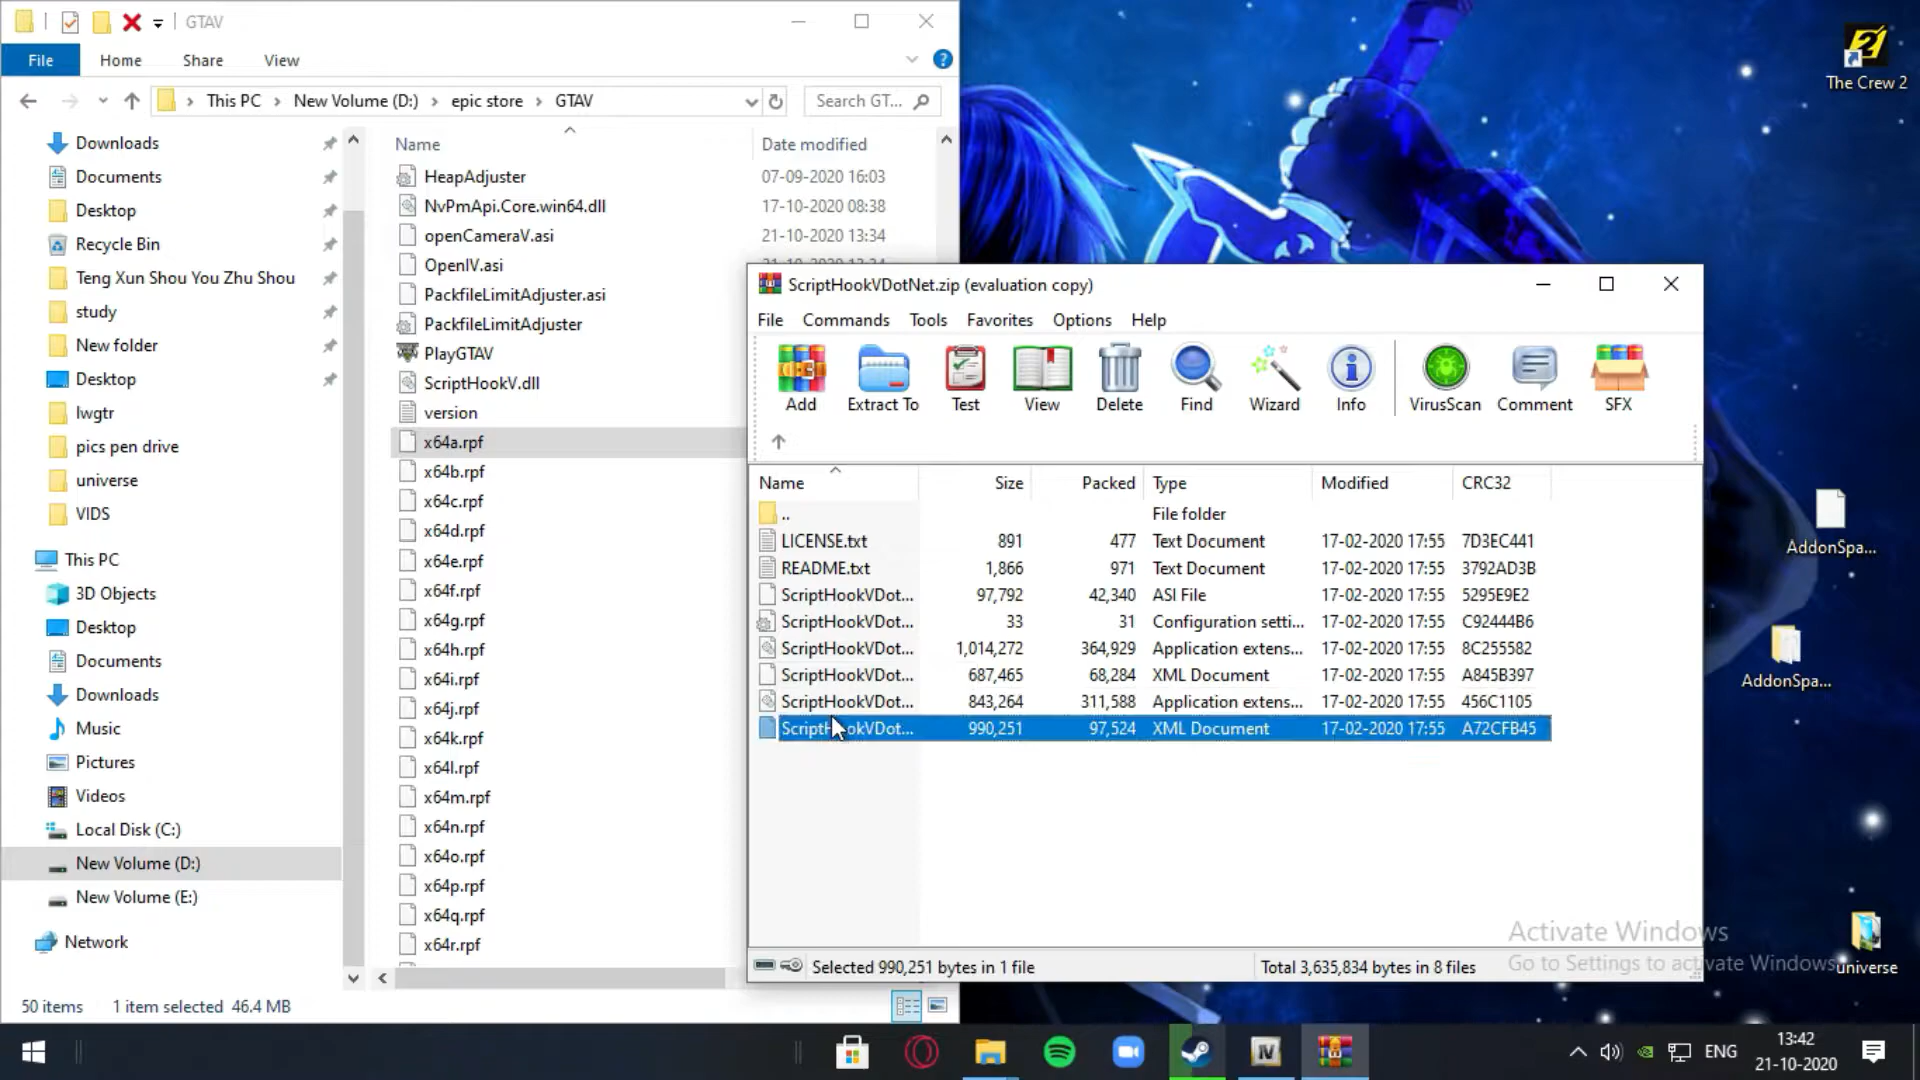 GTAV
File Home Share View
This PC New Volume (D:) epic store GTAV Search GT...
Downloads
Documents
Desktop
Recycle Bin
Teng Xun Shou You Zhu Shou
study
New folder
Desktop
lwgtr
pics pen drive
universe
VIDS
This PC
3D Objects
Desktop
Documents
Downloads
Music
Pictures
Videos
Local Disk (C:)
New Volume (D:)
New Volume (E:)
Network
Name Date modified
HeapAdjuster 07-09-2020 16:03
NvPmApi.Core.win64.dll 17-10-2020 08:38
openCameraV.asi 21-10-2020 13:34
OpenIV.asi
PackfileLimitAdjuster.asi
PackfileLimitAdjuster
PlayGTAV
ScriptHookV.dll
version
x64a.rpf
x64b.rpf
x64c.rpf
x64d.rpf
x64e.rpf
x64f.rpf
x64g.rpf
x64h.rpf
x64i.rpf
x64j.rpf
x64k.rpf
x64l.rpf
x64m.rpf
x64n.rpf
x64o.rpf
x64p.rpf
x64q.rpf
x64r.rpf
50 items 1 item selected 46.4 MB
ScriptHookVDotNet.zip (evaluation copy)
File Commands Tools Favorites Options Help
Add Extract To Test View Delete Find Wizard Info VirusScan Comment SFX
Name Size Packed Type Modified CRC32
.. File folder
LICENSE.txt 891 477 Text Document 17-02-2020 17:55 7D3EC441
README.txt 1,866 971 Text Document 17-02-2020 17:55 3792AD3B
ScriptHookVDot... 97,792 42,340 ASI File 17-02-2020 17:55 5295E9E2
ScriptHookVDot... 33 31 Configuration setti... 17-02-2020 17:55 C92444B6
ScriptHookVDot... 1,014,272 364,929 Application extens... 17-02-2020 17:55 8C255582
ScriptHookVDot... 687,465 68,284 XML Document 17-02-2020 17:55 A845B397
ScriptHookVDot... 843,264 311,588 Application extens... 17-02-2020 17:55 456C1105
ScriptHookVDot... 990,251 97,524 XML Document 17-02-2020 17:55 A72CFB45
Selected 990,251 bytes in 1 file Total 3,635,834 bytes in 8 files
The Crew 2
AddonSpa...
AddonSpa...
universe
Activate Windows
Go to Settings to activate Windows.
ENG
13:42
21-10-2020